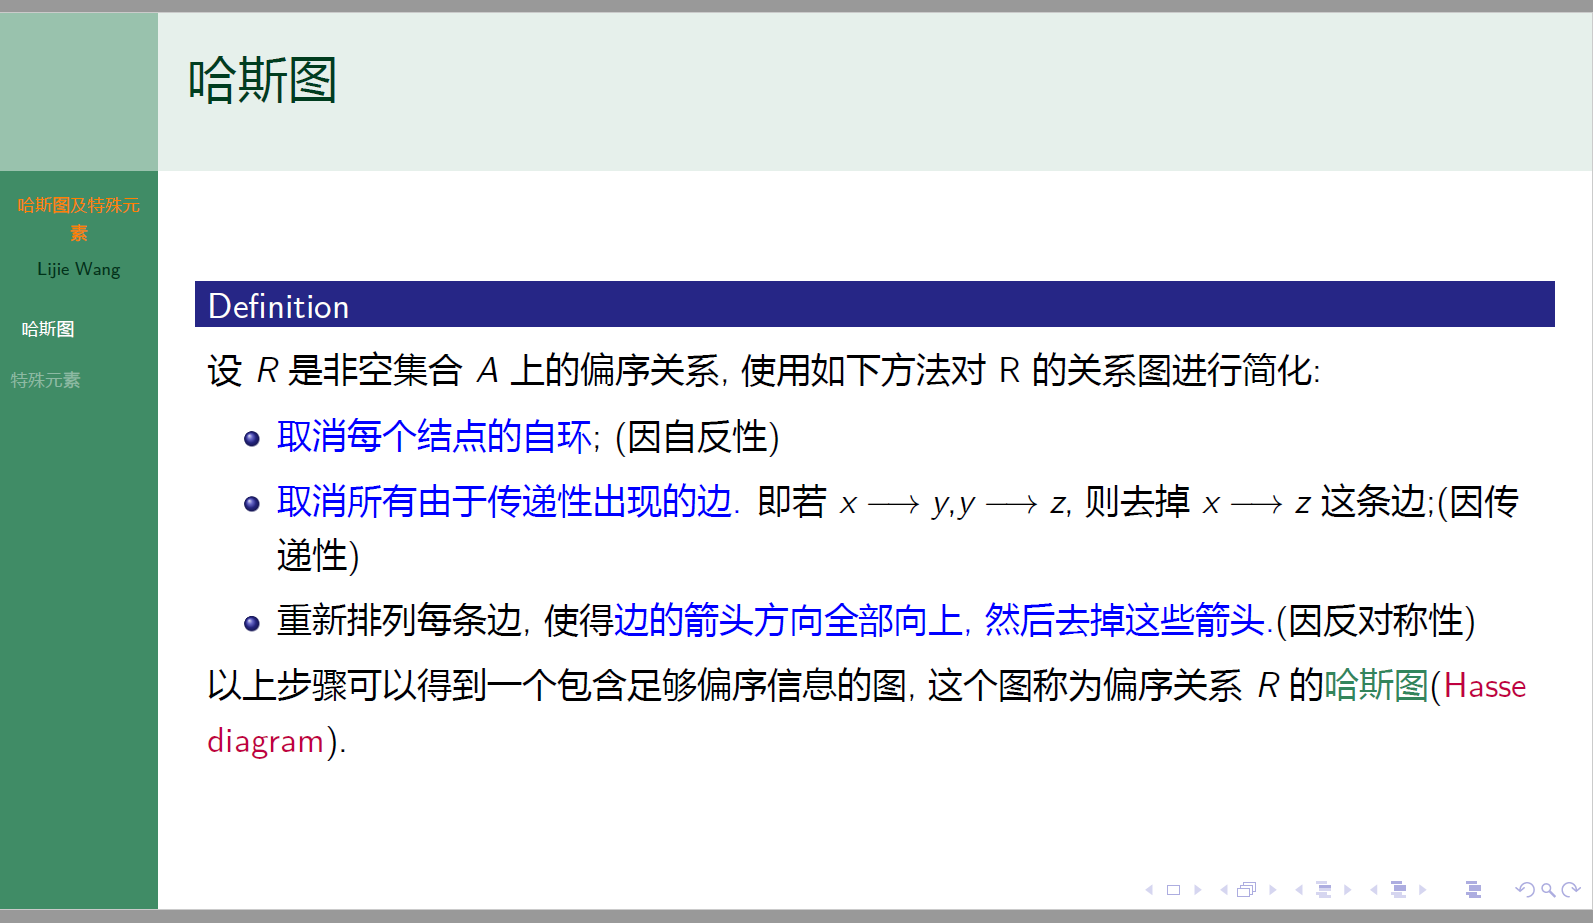 哈斯图
哈斯图及特殊元
素
Lijie Wang
哈斯图
特殊元素
Definition
设 R 是非空集合 A 上的偏序关系, 使用如下方法对 R 的关系图进行简化:
取消每个结点的自环; (因自反性)
取消所有由于传递性出现的边. 即若 x ⟶ y,y ⟶ z, 则去掉 x ⟶ z 这条边;(因传
递性)
重新排列每条边, 使得边的箭头方向全部向上, 然后去掉这些箭头.(因反对称性)
以上步骤可以得到一个包含足够偏序信息的图, 这个图称为偏序关系 R 的哈斯图(Hasse
diagram).